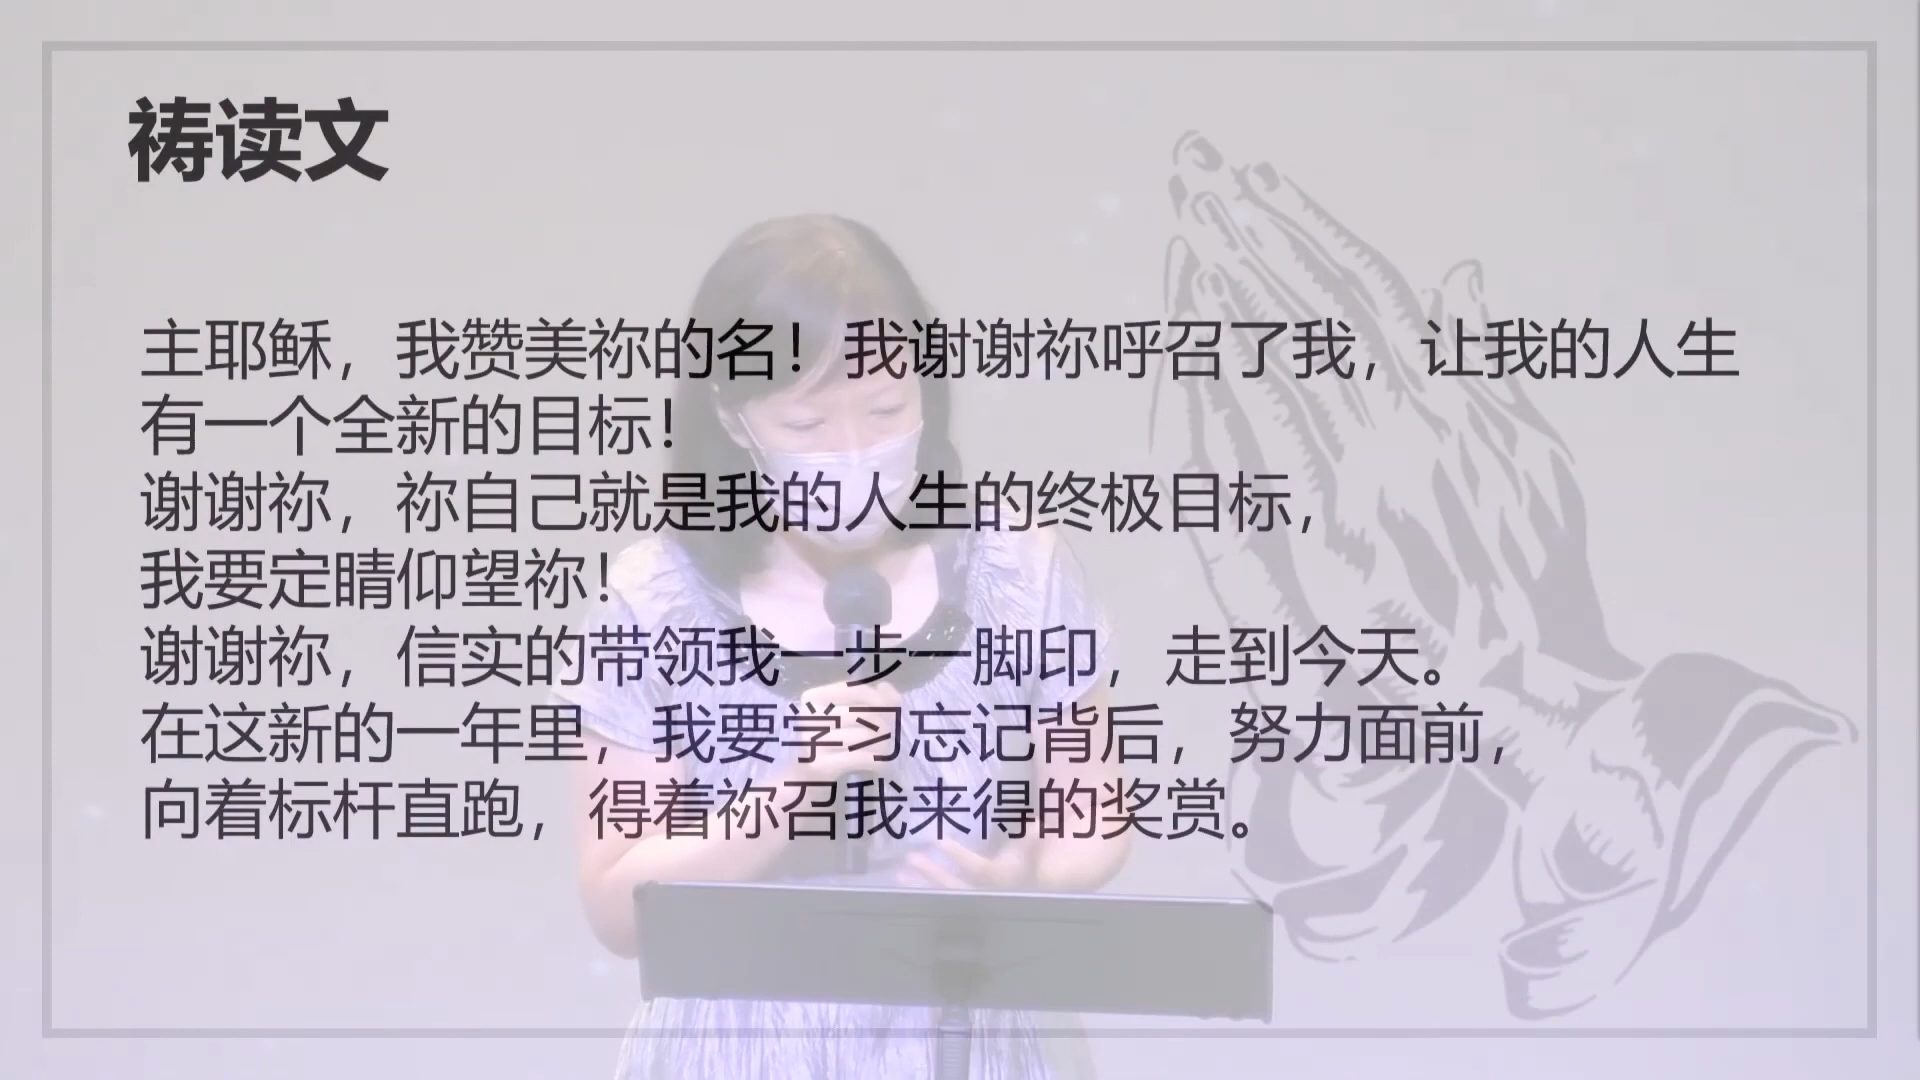 祷读文
主耶稣，我赞美祢的名！我谢谢祢呼召了我，让我的人生
有一个全新的目标！
谢谢祢，祢自己就是我的人生的终极目标，
我要定睛仰望祢！
谢谢祢，信实的带领我一步一脚印，走到今天。
在这新的一年里，我要学习忘记背后，努力面前，
向着标杆直跑，得着祢召我来得的奖赏。